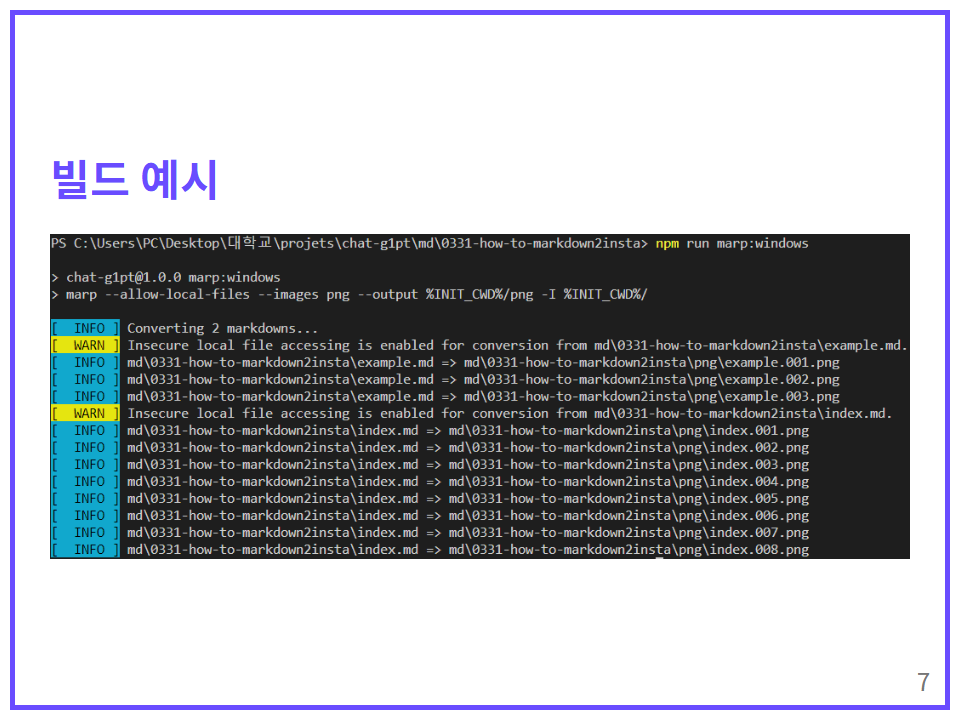 빌드 예시
PS C:\Users\PC\Desktop\대학교\projets\chat-g1pt\md\0331-how-to-markdown2insta> npm run marp:windows
> chat-g1pt@1.0.0 marp:windows
> marp --allow-local-files --images png --output %INIT_CWD%/png -I %INIT_CWD%/
[  INFO ] Converting 2 markdowns...
[  WARN ] Insecure local file accessing is enabled for conversion from md\0331-how-to-markdown2insta\example.md.
[  INFO ] md\0331-how-to-markdown2insta\example.md => md\0331-how-to-markdown2insta\png\example.001.png
[  INFO ] md\0331-how-to-markdown2insta\example.md => md\0331-how-to-markdown2insta\png\example.002.png
[  INFO ] md\0331-how-to-markdown2insta\example.md => md\0331-how-to-markdown2insta\png\example.003.png
[  WARN ] Insecure local file accessing is enabled for conversion from md\0331-how-to-markdown2insta\index.md.
[  INFO ] md\0331-how-to-markdown2insta\index.md => md\0331-how-to-markdown2insta\png\index.001.png
[  INFO ] md\0331-how-to-markdown2insta\index.md => md\0331-how-to-markdown2insta\png\index.002.png
[  INFO ] md\0331-how-to-markdown2insta\index.md => md\0331-how-to-markdown2insta\png\index.003.png
[  INFO ] md\0331-how-to-markdown2insta\index.md => md\0331-how-to-markdown2insta\png\index.004.png
[  INFO ] md\0331-how-to-markdown2insta\index.md => md\0331-how-to-markdown2insta\png\index.005.png
[  INFO ] md\0331-how-to-markdown2insta\index.md => md\0331-how-to-markdown2insta\png\index.006.png
[  INFO ] md\0331-how-to-markdown2insta\index.md => md\0331-how-to-markdown2insta\png\index.007.png
[  INFO ] md\0331-how-to-markdown2insta\index.md => md\0331-how-to-markdown2insta\png\index.008.png
7